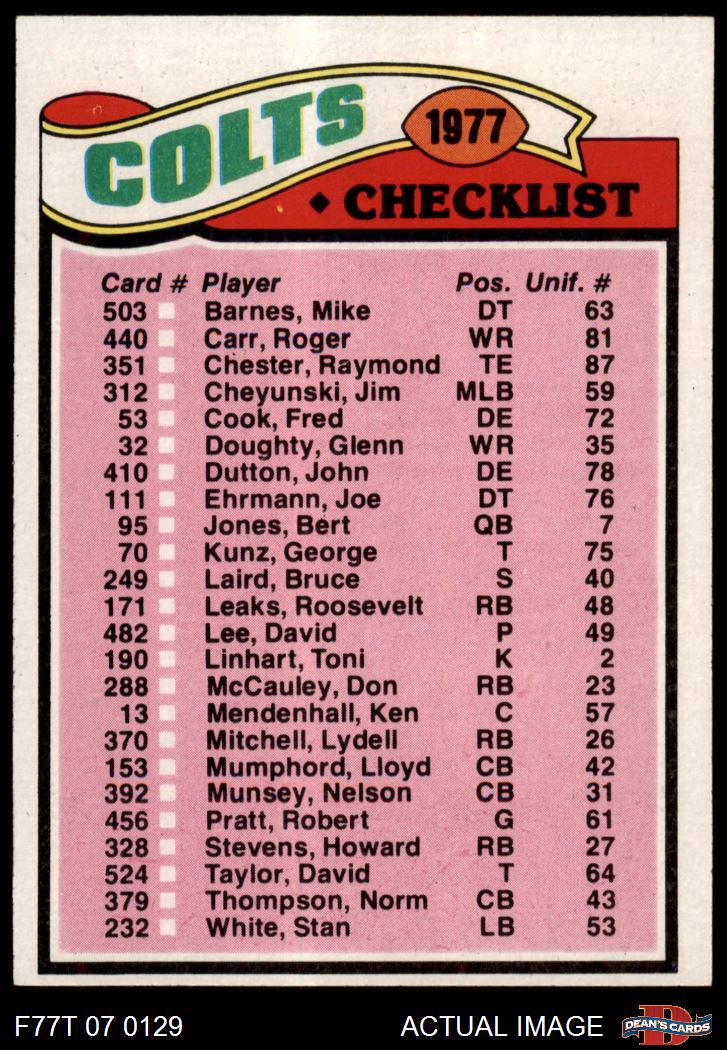 COLTS
1977
◆ CHECKLIST
Card # Player Pos. Unif. #
503 Barnes, Mike DT 63
440 Carr, Roger WR 81
351 Chester, Raymond TE 87
312 Cheyunski, Jim MLB 59
53 Cook, Fred DE 72
32 Doughty, Glenn WR 35
410 Dutton, John DE 78
111 Ehrmann, Joe DT 76
95 Jones, Bert QB 7
70 Kunz, George T 75
249 Laird, Bruce S 40
171 Leaks, Roosevelt RB 48
482 Lee, David P 49
190 Linhart, Toni K 2
288 McCauley, Don RB 23
13 Mendenhall, Ken C 57
370 Mitchell, Lydell RB 26
153 Mumphord, Lloyd CB 42
392 Munsey, Nelson CB 31
456 Pratt, Robert G 61
328 Stevens, Howard RB 27
524 Taylor, David T 64
379 Thompson, Norm CB 43
232 White, Stan LB 53
F77T 07 0129 ACTUAL IMAGE D DEAN'S CARDS